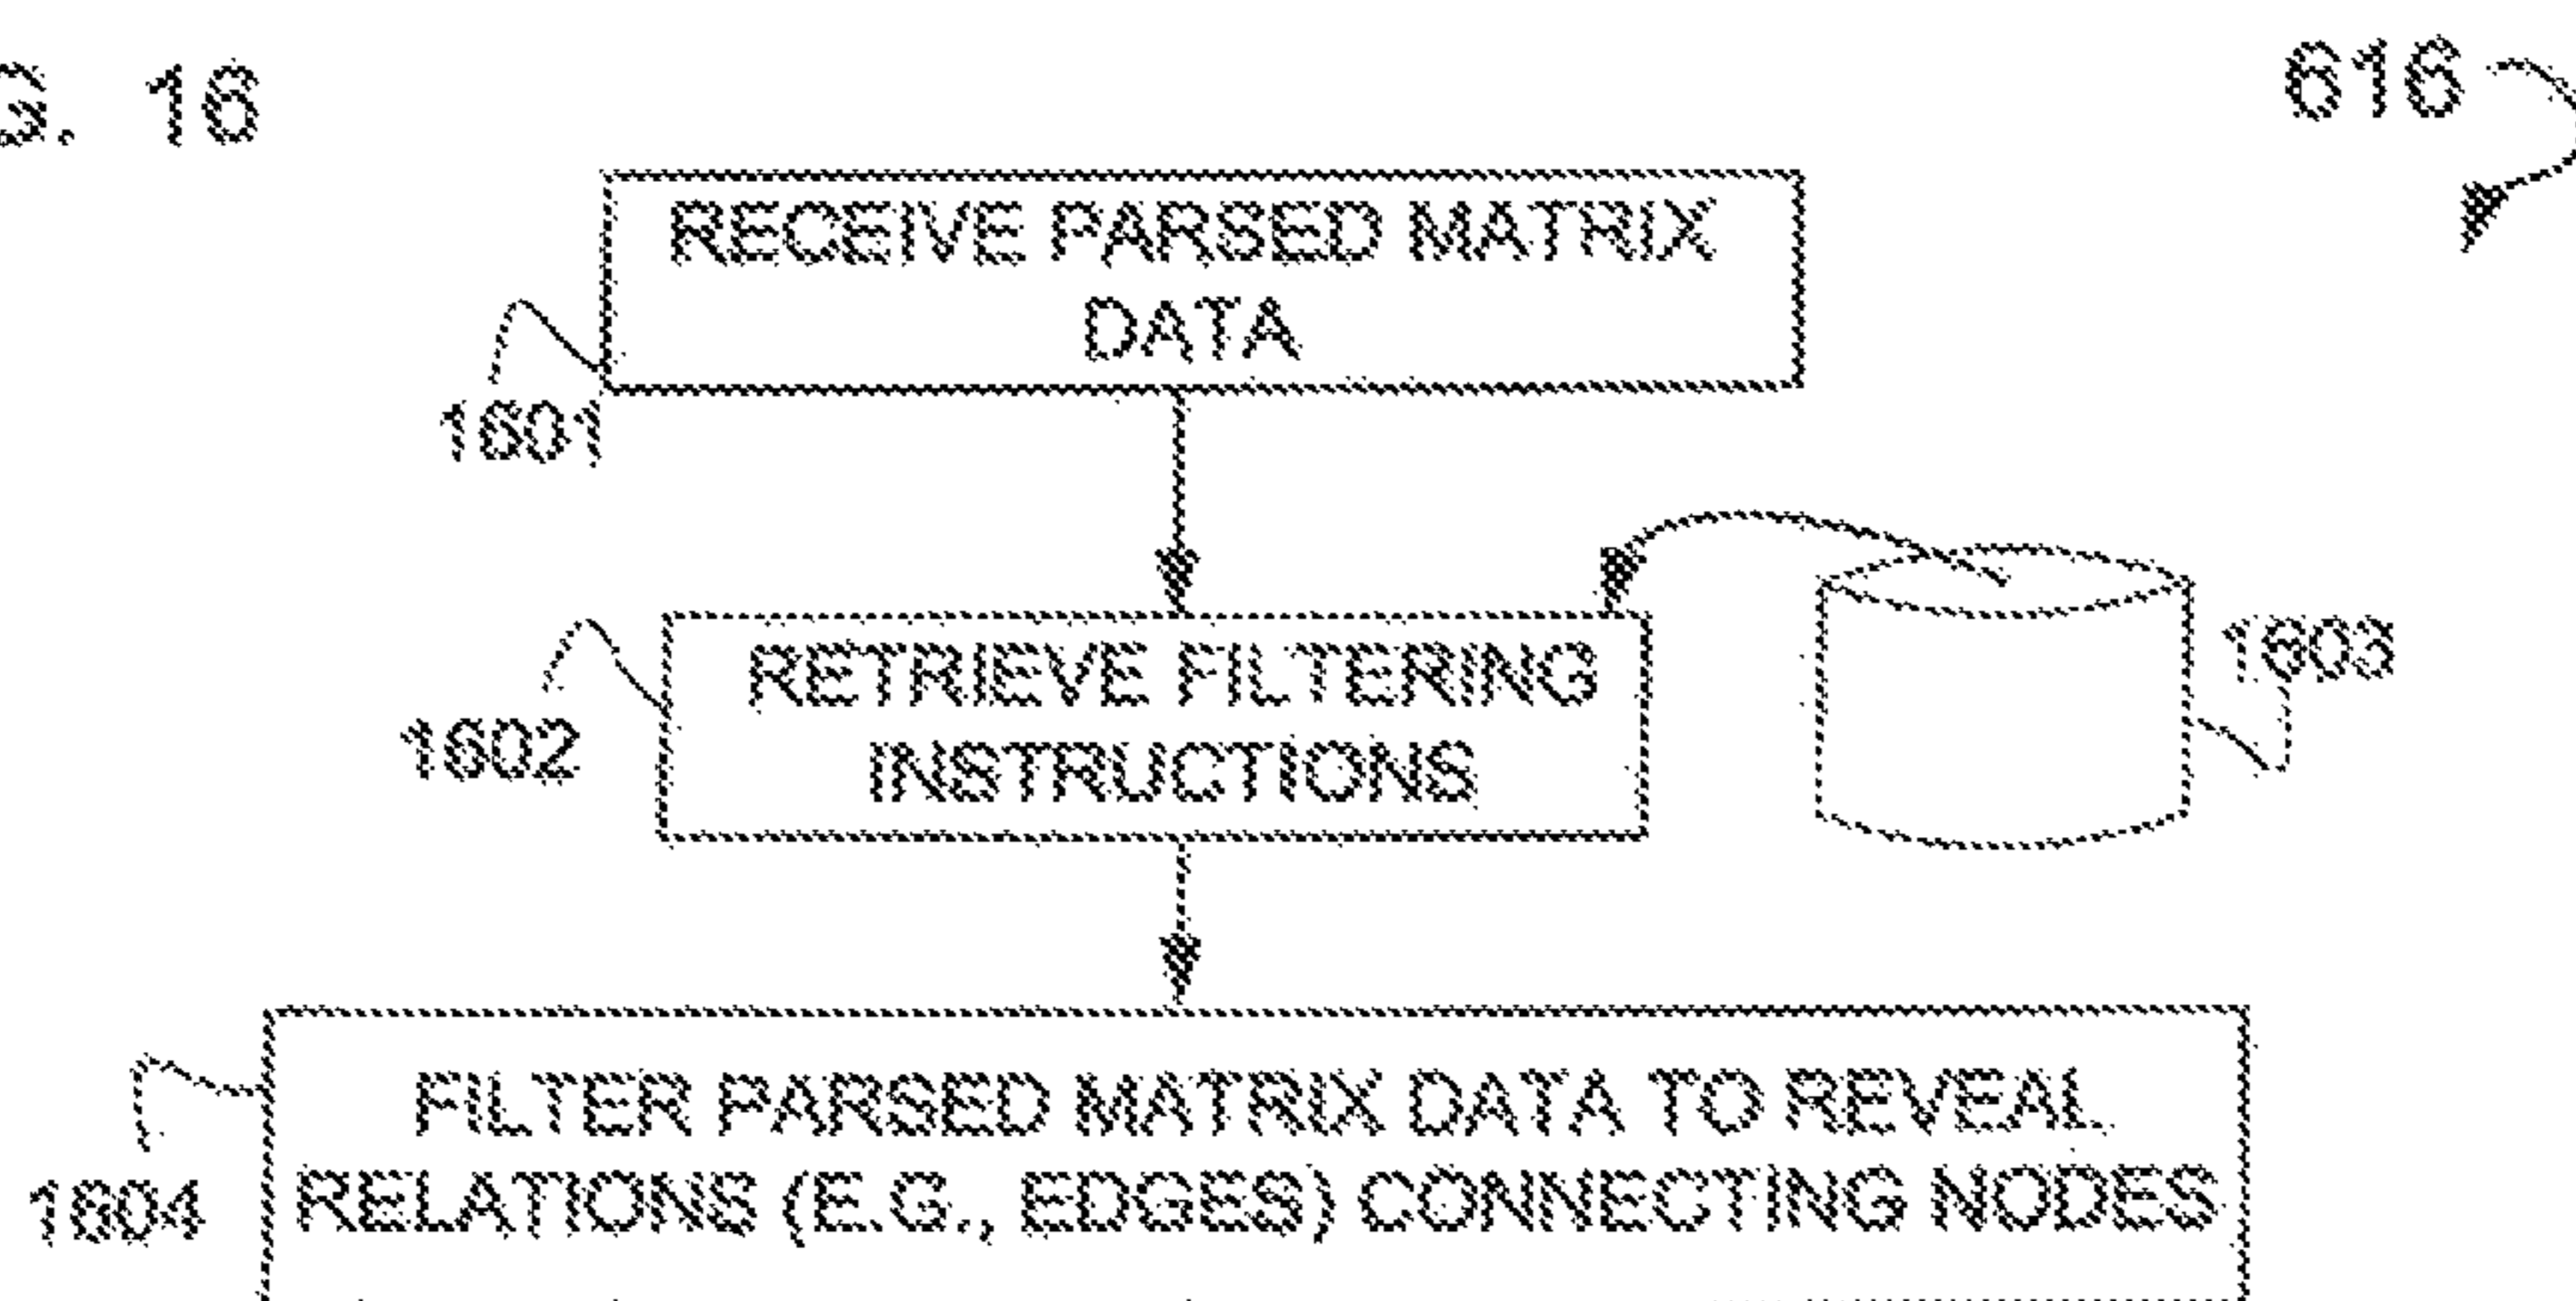 G. 16
616
RECEIVE PARSED MATRIX
DATA
1601
RETRIEVE FILTERING
INSTRUCTIONS
1602
1603
FILTER PARSED MATRIX DATA TO REVEAL
RELATIONS (E.G., EDGES) CONNECTING NODES
1604